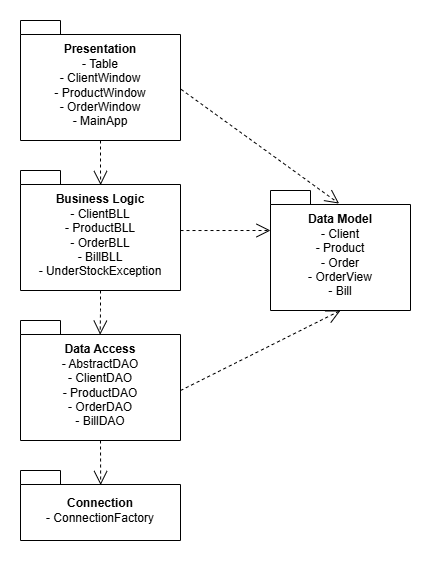 Presentation
- Table
- ClientWindow
- ProductWindow
- OrderWindow
- MainApp
Business Logic
- ClientBLL
- ProductBLL
- OrderBLL
- BillBLL
- UnderStockException
Data Model
- Client
- Product
- Order
- OrderView
- Bill
Data Access
- AbstractDAO
- ClientDAO
- ProductDAO
- OrderDAO
- BillDAO
Connection
- ConnectionFactory